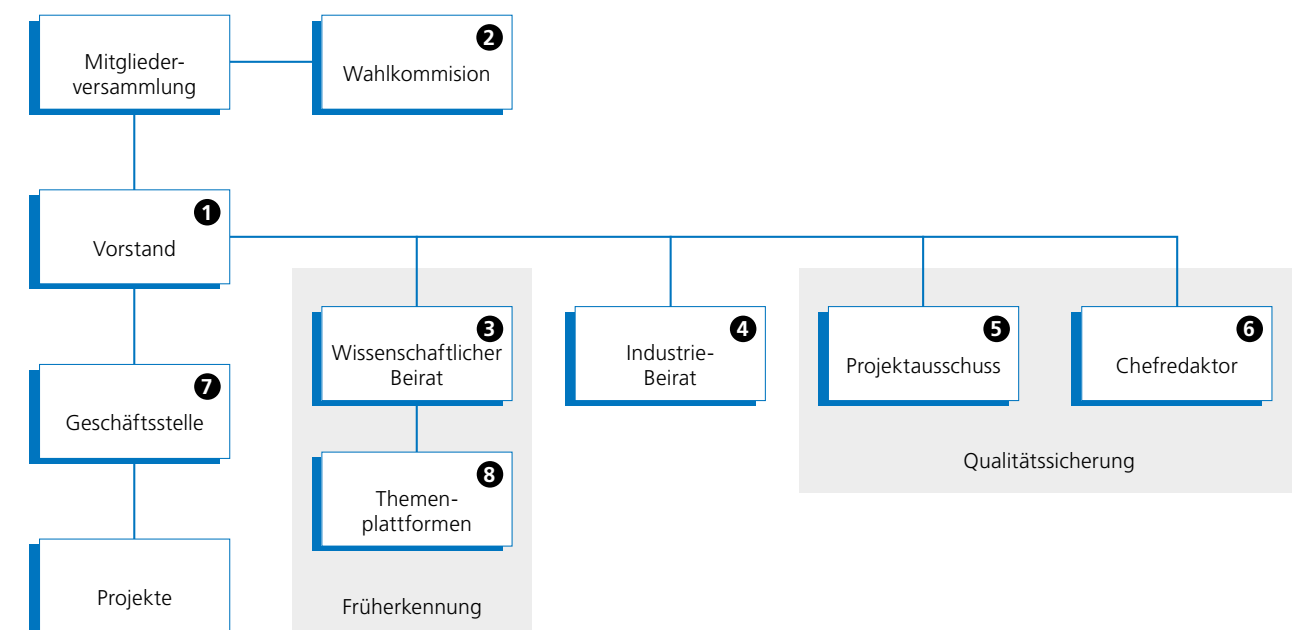 Mitglieder-
versammlung
2
Wahlkommision
1
Vorstand
3
Wissenschaftlicher
Beirat
4
Industrie-
Beirat
5
Projektausschuss
6
Chefredaktor
7
Geschäftsstelle
Qualitätssicherung
8
Themen-
plattformen
Projekte
Früherkennung